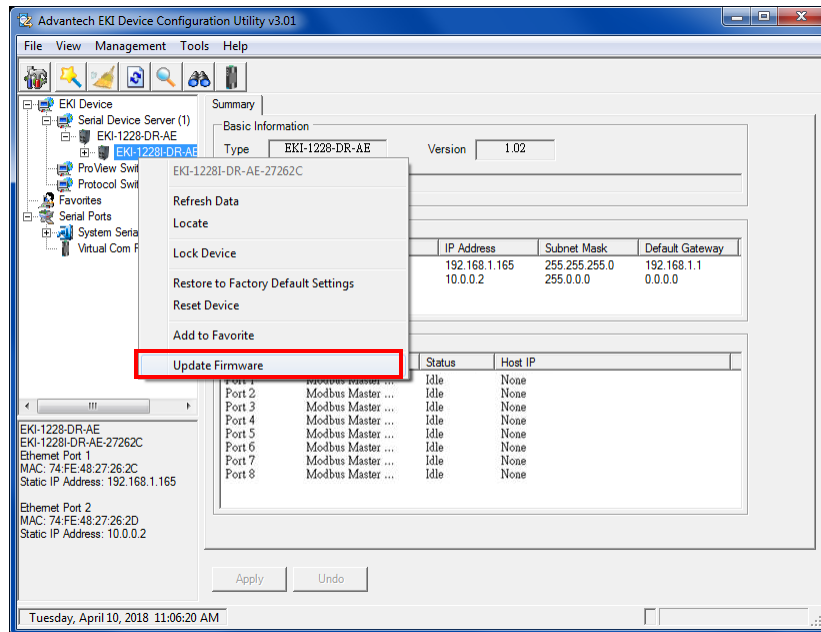 Advantech EKI Device Configuration Utility v3.01
File View Management Tools Help
EKI Device
Serial Device Server (1)
EKI-1228-DR-AE
EKI-1228I-DR-AE
ProView Swit
Protocol Swit
Favorites
Serial Ports
System Seria
Virtual Com P
Summary
Basic Information
Type EKI-1228-DR-AE Version 1.02
EKI-1228I-DR-AE-27262C
Refresh Data
Locate
Lock Device
Restore to Factory Default Settings
Reset Device
Add to Favorite
Update Firmware
IP Address Subnet Mask Default Gateway
192.168.1.165 255.255.255.0 192.168.1.1
10.0.0.2 255.0.0.0 0.0.0.0
Status Host IP
Port 1 Modbus Master ... Idle None
Port 2 Modbus Master ... Idle None
Port 3 Modbus Master ... Idle None
Port 4 Modbus Master ... Idle None
Port 5 Modbus Master ... Idle None
Port 6 Modbus Master ... Idle None
Port 7 Modbus Master ... Idle None
Port 8 Modbus Master ... Idle None
EKI-1228-DR-AE
EKI-1228I-DR-AE-27262C
Ethernet Port 1
MAC: 74:FE:48:27:26:2C
Static IP Address: 192.168.1.165
Ethernet Port 2
MAC: 74:FE:48:27:26:2D
Static IP Address: 10.0.0.2
Apply Undo
Tuesday, April 10, 2018 11:06:20 AM